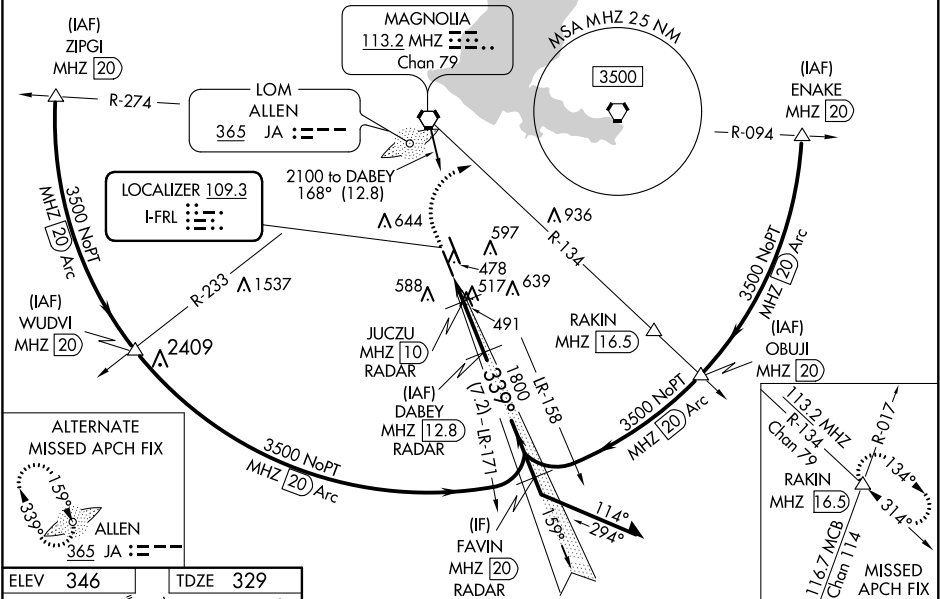 (IAF)
ZIPGI
MHZ 20
R-274
MAGNOLIA
113.2 MHZ
Chan 79
LOM
ALLEN
365 JA
2100 to DABEY
168° (12.8)
LOCALIZER 109.3
I-FRL
MSA MHZ 25 NM
3500
(IAF)
ENAKE
MHZ 20
R-094
3500 NoPT
MHZ 20 Arc
R-233
1537
644
597
478
588
517
639
491
936
R-134
3500 NoPT
MHZ 20 Arc
(IAF)
WUDVI
MHZ 20
2409
JUCZU
MHZ 10
RADAR
RAKIN
MHZ 16.5
(IAF)
OBUJI
MHZ 20
(IAF)
DABEY
MHZ 12.8
RADAR
339°
1800
(7.2)
LR-158
LR-171
3500 NoPT
MHZ 20 Arc
3500 NoPT
MHZ 20 Arc
114°
294°
159°
(IF)
FAVIN
MHZ 20
RADAR
ALTERNATE
MISSED APCH FIX
159°
339°
ALLEN
365 JA
113.2 MHZ
R-134
Chan 79
R-017
RAKIN
MHZ 16.5
134°
314°
116.7 MCB
Chan 114
MISSED
APCH FIX
ELEV 346
TDZE 329